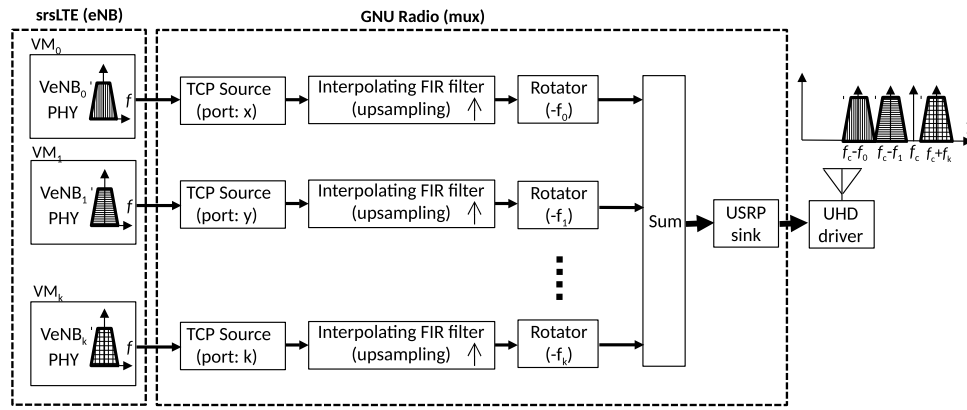 srsLTE (eNB)
GNU Radio (mux)
VM0
VeNB0
PHY
f
TCP Source
(port: x)
Interpolating FIR filter
(upsampling)
Rotator
(-f0)
VM1
VeNB1
PHY
f
TCP Source
(port: y)
Interpolating FIR filter
(upsampling)
Rotator
(-f1)
Sum
USRP
sink
UHD
driver
fc-f0 fc-f1 fc fc+fk
VMk
VeNBk
PHY
f
TCP Source
(port: k)
Interpolating FIR filter
(upsampling)
Rotator
(-fk)